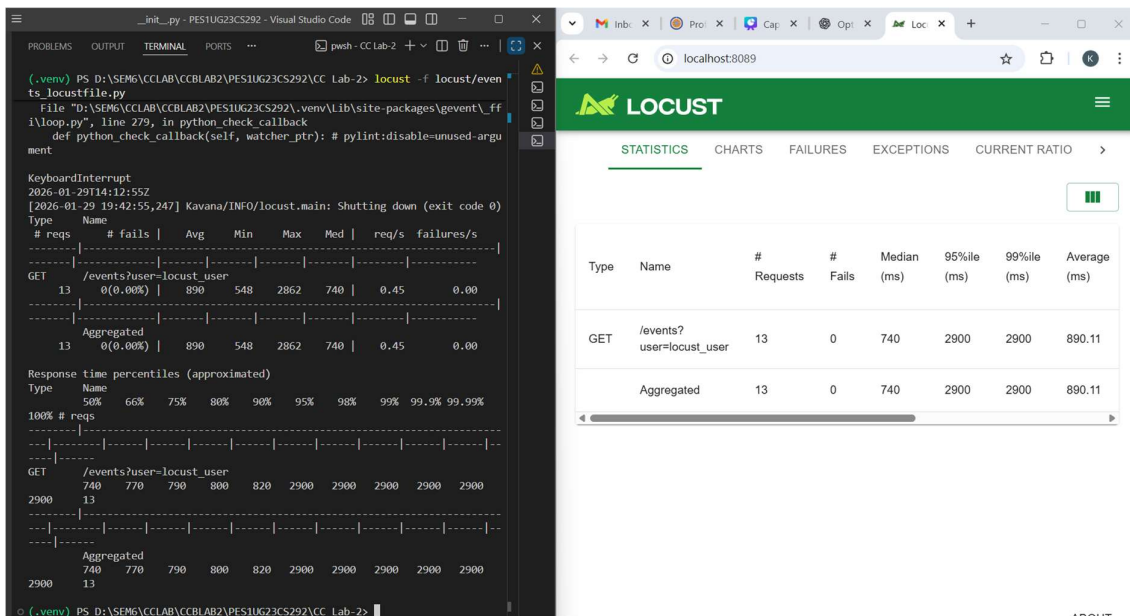 __init__.py - PES1UG23CS292 - Visual Studio Code
PROBLEMS OUTPUT TERMINAL PORTS ··· pwsh - CC Lab-2
(.venv) PS D:\SEM6\CCLAB\CCBLAB2\PES1UG23CS292\CC Lab-2> locust -f locust/even
ts_locustfile.py
File "D:\SEM6\CCLAB\CCBLAB2\PES1UG23CS292\.venv\Lib\site-packages\gevent\_ff
i\loop.py", line 279, in python_check_callback
def python_check_callback(self, watcher_ptr): # pylint:disable=unused-argu
ment
KeyboardInterrupt
2026-01-29T14:12:55Z
[2026-01-29 19:42:55,247] Kavana/INFO/locust.main: Shutting down (exit code 0)
Type Name
# reqs # fails | Avg Min Max Med | req/s failures/s
--------|---------------------------------------------------------------------|
-------|-------------|-------|-------|-------|-------|--------|-----------
GET /events?user=locust_user
13 0(0.00%) | 890 548 2862 740 | 0.45 0.00
--------|---------------------------------------------------------------------|
-------|-------------|-------|-------|-------|-------|--------|-----------
Aggregated
13 0(0.00%) | 890 548 2862 740 | 0.45 0.00
Response time percentiles (approximated)
Type Name
50% 66% 75% 80% 90% 95% 98% 99% 99.9% 99.99%
100% # reqs
--------|----------------------------------------------------------------------
---|--------|------|------|------|------|------|------|------|------|------
----|------
GET /events?user=locust_user
740 770 790 800 820 2900 2900 2900 2900 2900
2900 13
--------|----------------------------------------------------------------------
---|--------|------|------|------|------|------|------|------|------|------
----|------
Aggregated
740 770 790 800 820 2900 2900 2900 2900 2900
2900 13
(.venv) PS D:\SEM6\CCLAB\CCBLAB2\PES1UG23CS292\CC Lab-2>
Inbc Pro Cap Opt Loc
localhost:8089 K
LOCUST
STATISTICS CHARTS FAILURES EXCEPTIONS CURRENT RATIO
Type Name # Requests # Fails Median (ms) 95%ile (ms) 99%ile (ms) Average (ms)
GET /events?user=locust_user 13 0 740 2900 2900 890.11
Aggregated 13 0 740 2900 2900 890.11
ABOUT